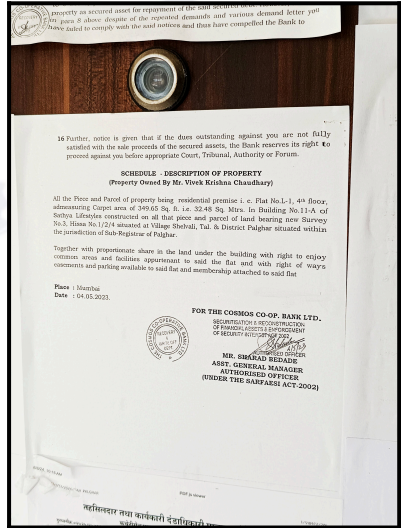 property as secured asset for repayment of the said secured debt.
in para 8 above despite of the repeated demands and various demand letter you
have failed to comply with the said notices and thus have compelled the Bank to
16 Further, notice is given that if the dues outstanding against you are not fully
satisfied with the sale proceeds of the secured assets, the Bank reserves its right to
proceed against you before appropriate Court, Tribunal, Authority or Forum.
SCHEDULE - DESCRIPTION OF PROPERTY
(Property Owned By Mr. Vivek Krishna Chaudhary)
All the Piece and Parcel of property being residential premise i. e. Flat No.L-1, 4th floor,
admeasuring Carpet area of 349.65 Sq. ft. i.e. 32.48 Sq. Mtrs. In Building No.11-A of
Sathya Lifestyles constructed on all that piece and parcel of land bearing new Survey
No.3, Hissa No.1/2/4 situated at Village Shelvali, Tal. & District Palghar situated within
the jurisdiction of Sub-Registrar of Palghar.
Together with proportionate share in the land under the building with right to enjoy
common areas and facilities appurtenant to said the flat and with right of ways
easements and parking available to said flat and membership attached to said flat
Place : Mumbai
Date : 04.05.2023.
FOR THE COSMOS CO-OP. BANK LTD.,
SECURITISATION & RECONSTRUCTION
OF FINANCIAL ASSETS & ENFORCEMENT
OF SECURITY INTEREST ACT 2002
AUTHORISED OFFICER
MR. SHARAD BEDADE
ASST. GENERAL MANAGER
AUTHORISED OFFICER
(UNDER THE SARFAESI ACT-2002)
तहसिलदार तथा कार्यकारी दंडाधिकारी